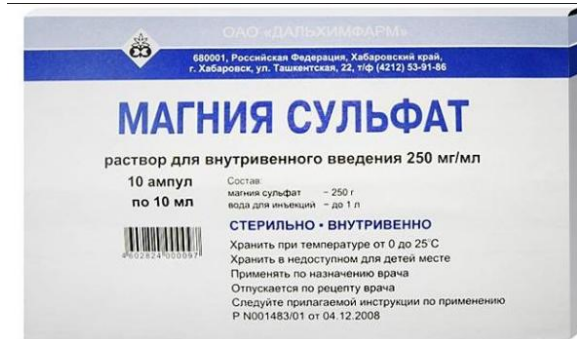 ОАО «ДАЛЬХИМФАРМ»
680001, Российская Федерация, Хабаровский край,
г. Хабаровск, ул. Ташкентская, 22, т/ф (4212) 53-91-86
МАГНИЯ СУЛЬФАТ
раствор для внутривенного введения 250 мг/мл
10 ампул
по 10 мл
Состав:
магния сульфат – 250 г
вода для инъекций – до 1 л
СТЕРИЛЬНО • ВНУТРИВЕННО
Хранить при температуре от 0 до 25°С
Хранить в недоступном для детей месте
Применять по назначению врача
Отпускается по рецепту врача
Следуйте прилагаемой инструкции по применению
Р N001483/01 от 04.12.2008
4602824000097